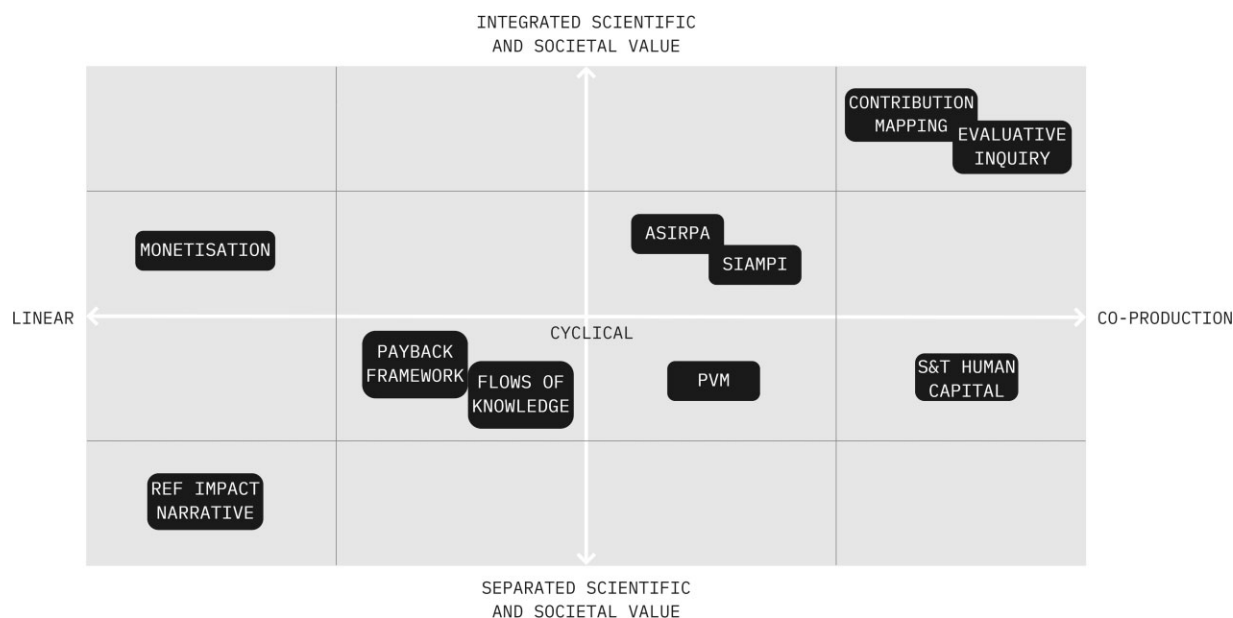 INTEGRATED SCIENTIFIC
AND SOCIETAL VALUE
CONTRIBUTION
MAPPING
EVALUATIVE
INQUIRY
MONETISATION
ASIRPA
SIAMPI
LINEAR
CYCLICAL
CO-PRODUCTION
PAYBACK
FRAMEWORK
FLOWS OF
KNOWLEDGE
PVM
S&T HUMAN
CAPITAL
REF IMPACT
NARRATIVE
SEPARATED SCIENTIFIC
AND SOCIETAL VALUE